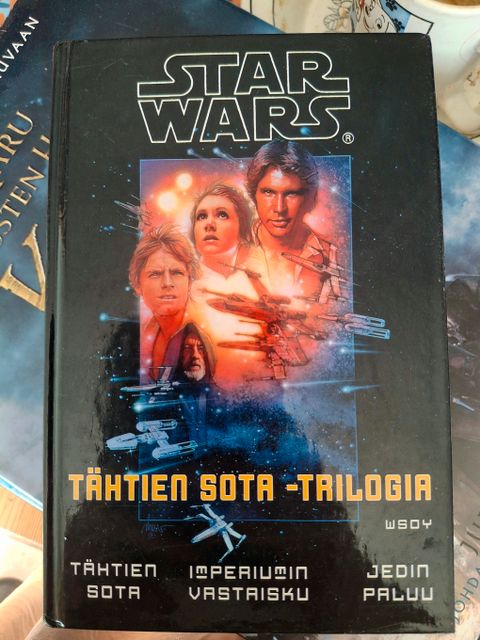 STAR
WARS®
TÄHTIEN SOTA -TRILOGIA
WSOY
TÄHTIEN
SOTA
IMPERIUMIN
VASTAISKU
JEDIN
PALUU